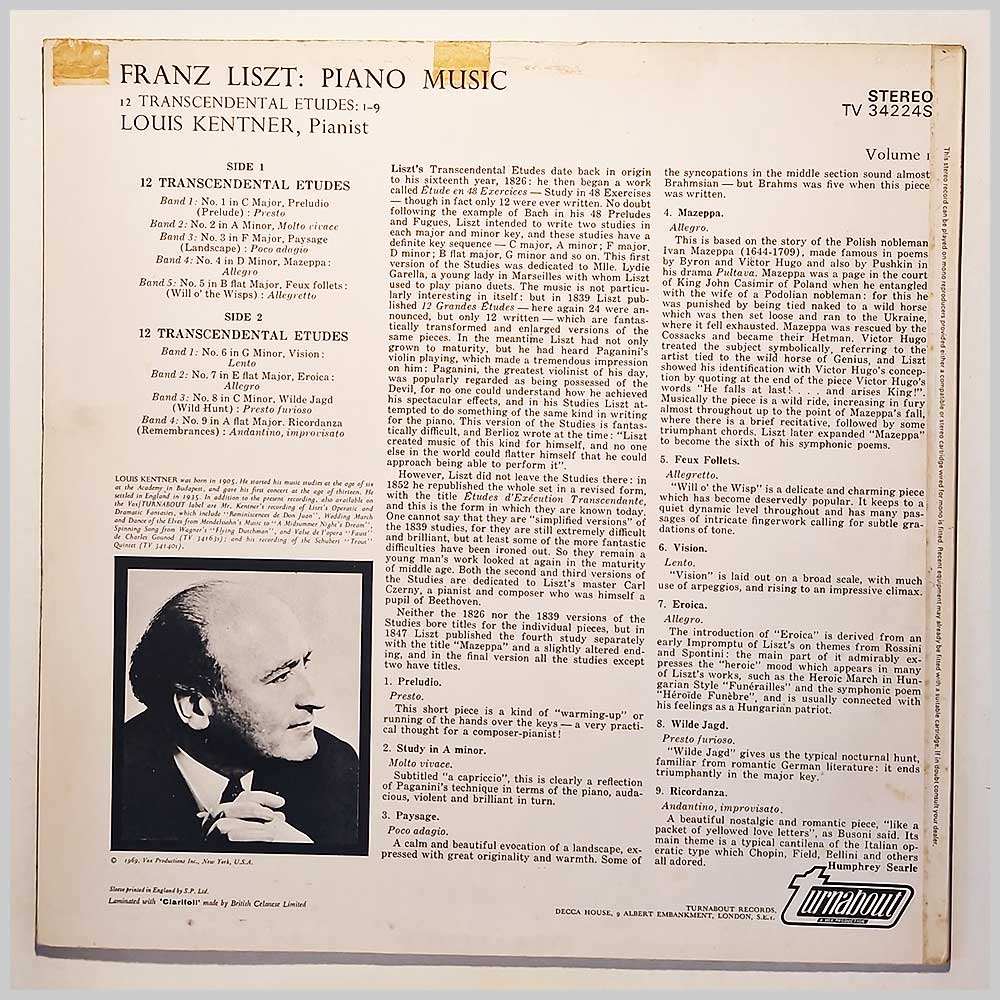 FRANZ LISZT: PIANO MUSIC
12 TRANSCENDENTAL ETUDES: 1-9
LOUIS KENTNER, Pianist
STEREO
TV 34224S
Volume 1
SIDE 1
12 TRANSCENDENTAL ETUDES
Band 1: No. 1 in C Major, Preludio
(Prelude) : Presto
Band 2: No. 2 in A Minor, Molto vivace
Band 3: No. 3 in F Major, Paysage
(Landscape) : Poco adagio
Band 4: No. 4 in D Minor, Mazeppa:
Allegro
Band 5: No. 5 in B flat Major, Feux follets:
(Will o' the Wisps) : Allegretto
SIDE 2
12 TRANSCENDENTAL ETUDES
Band 1: No. 6 in G Minor, Vision:
Lento
Band 2: No. 7 in E flat Major, Eroica:
Allegro
Band 3: No. 8 in C Minor, Wilde Jagd
(Wild Hunt) : Presto furioso
Band 4: No. 9 in A flat Major. Ricordanza
(Remembrances) : Andantino, improvisato
LOUIS KENTNER was born in 1905. He started his music studies at the age of six
at the Academy in Budapest, and gave his first concert at the age of thirteen. He
settled in England in 1935. In addition to the present recording, also available on
the Vox/TURNABOUT label are Mr. Kentner's recording of Liszt's Operatic and
Dramatic Fantasies, which include "Reminiscences de Don Juan", Wedding March
and Dance of the Elves from Mendelssohn's Music to "A Midsummer Night's Dream",
Spinning Song from Wagner's "Flying Dutchman", and Valse de l'opera "Faust"
de Charles Gounod (TV 34163s); and his recording of the Schubert "Trout"
Quintet (TV 34140s).
© 1969, Vox Productions Inc., New York, U.S.A.
Sleeve printed in England by S.P. Ltd.
Laminated with 'Clarifoil' made by British Celanese Limited
Liszt's Transcendental Etudes date back in origin
to his sixteenth year, 1826: he then began a work
called Étude en 48 Exercices — Study in 48 Exercises
— though in fact only 12 were ever written. No doubt
following the example of Bach in his 48 Preludes
and Fugues, Liszt intended to write two studies in
each major and minor key, and these studies have a
definite key sequence — C major, A minor; F major,
D minor; B flat major, G minor and so on. This first
version of the Studies was dedicated to Mlle. Lydie
Garella, a young lady in Marseilles with whom Liszt
used to play piano duets. The music is not particu-
larly interesting in itself: but in 1839 Liszt pub-
lished 12 Grandes Études — here again 24 were an-
nounced, but only 12 written — which are fantas-
tically transformed and enlarged versions of the
same pieces. In the meantime Liszt had not only
grown to maturity, but he had heard Paganini's
violin playing, which made a tremendous impression
on him: Paganini, the greatest violinist of his day,
was popularly regarded as being possessed of the
Devil, for no one could understand how he achieved
his spectacular effects, and in his Studies Liszt at-
tempted to do something of the same kind in writing
for the piano. This version of the Studies is fantas-
tically difficult, and Berlioz wrote at the time: "Liszt
created music of this kind for himself, and no one
else in the world could flatter himself that he could
approach being able to perform it".
However, Liszt did not leave the Studies there: in
1852 he republished the whole set in a revised form,
with the title Études d'Exécution Transcendante,
and this is the form in which they are known today.
One cannot say that they are "simplified versions" of
the 1839 studies, for they are still extremely difficult
and brilliant, but at least some of the more fantastic
difficulties have been ironed out. So they remain a
young man's work looked at again in the maturity
of middle age. Both the second and third versions of
the Studies are dedicated to Liszt's master Carl
Czerny, a pianist and composer who was himself a
pupil of Beethoven.
Neither the 1826 nor the 1839 versions of the
Studies bore titles for the individual pieces, but in
1847 Liszt published the fourth study separately
with the title "Mazeppa" and a slightly altered end-
ing, and in the final version all the studies except
two have titles.
1. Preludio.
Presto.
This short piece is a kind of "warming-up" or
running of the hands over the keys — a very practi-
cal thought for a composer-pianist!
2. Study in A minor.
Molto vivace.
Subtitled "a capriccio", this is clearly a reflection
of Paganini's technique in terms of the piano, auda-
cious, violent and brilliant in turn.
3. Paysage.
Poco adagio.
A calm and beautiful evocation of a landscape, ex-
pressed with great originality and warmth. Some of
the syncopations in the middle section sound almost
Brahmsian — but Brahms was five when this piece
was written.
4. Mazeppa.
Allegro.
This is based on the story of the Polish nobleman
Ivan Mazeppa (1644-1709), made famous in poems
by Byron and Victor Hugo and also by Pushkin in
his drama Pultava. Mazeppa was a page in the court
of King John Casimir of Poland when he entangled
with the wife of a Podolian nobleman: for this he
was punished by being tied naked to a wild horse
which was then set loose and ran to the Ukraine,
where it fell exhausted. Mazeppa was rescued by the
Cossacks and became their Hetman. Victor Hugo
treated the subject symbolically, referring to the
artist tied to the wild horse of Genius, and Liszt
showed his identification with Victor Hugo's concep-
tion by quoting at the end of the piece Victor Hugo's
words "He falls at last! . . . and arises King!".
Musically the piece is a wild ride, increasing in fury
almost throughout up to the point of Mazeppa's fall,
where there is a brief recitative, followed by some
triumphant chords. Liszt later expanded "Mazeppa"
to become the sixth of his symphonic poems.
5. Feux Follets.
Allegretto.
"Will o' the Wisp" is a delicate and charming piece
which has become deservedly popular. It keeps to a
quiet dynamic level throughout and has many pas-
sages of intricate fingerwork calling for subtle gra-
dations of tone.
6. Vision.
Lento.
"Vision" is laid out on a broad scale, with much
use of arpeggios, and rising to an impressive climax.
7. Eroica.
Allegro.
The introduction of "Eroica" is derived from an
early Impromptu of Liszt's on themes from Rossini
and Spontini: the main part of it admirably ex-
presses the "heroic" mood which appears in many
of Liszt's works, such as the Heroic March in Hun-
garian Style "Funérailles" and the symphonic poem
"Héroïde Funèbre", and is usually connected with
his feelings as a Hungarian patriot.
8. Wilde Jagd.
Presto furioso.
"Wilde Jagd" gives us the typical nocturnal hunt,
familiar from romantic German literature: it ends
triumphantly in the major key.
9. Ricordanza.
Andantino, improvisato.
A beautiful nostalgic and romantic piece, "like a
packet of yellowed love letters", as Busoni said. Its
main theme is a typical cantilena of the Italian op-
eratic type which Chopin, Field, Bellini and others
all adored.
Humphrey Searle
TURNABOUT RECORDS,
DECCA HOUSE, 9 ALBERT EMBANKMENT, LONDON, S.E.1.
Turnabout
A VOX PRODUCTION
This stereo record can be played on mono reproducers provided either a compatible or stereo cartridge wired for mono is fitted. Recent equipment may already be fitted with a suitable cartridge. If in doubt consult your dealer.